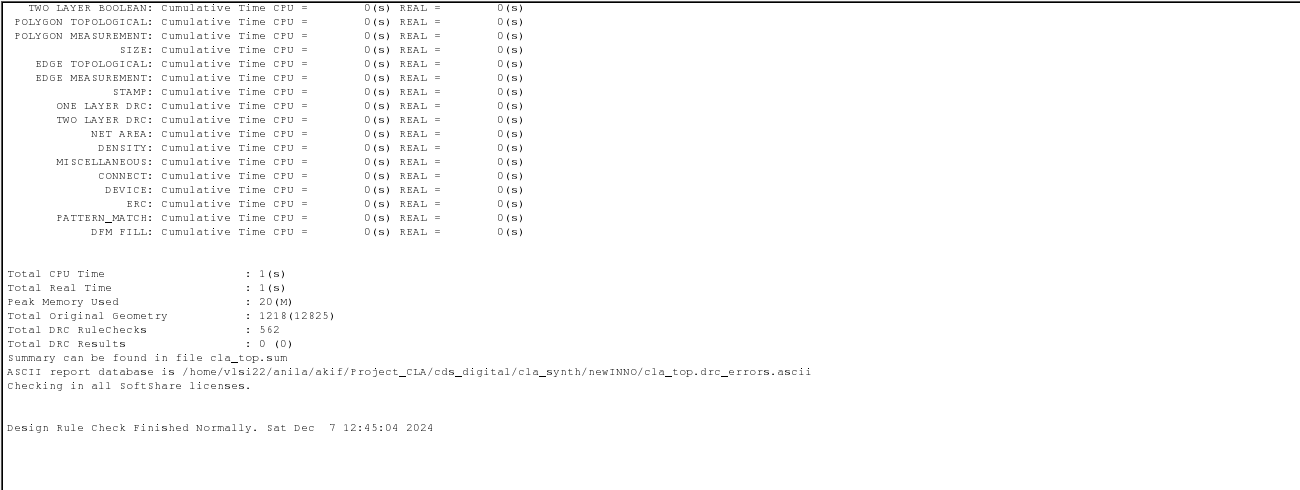 TWO LAYER BOOLEAN: Cumulative Time CPU =        0(s) REAL =        0(s)
POLYGON TOPOLOGICAL: Cumulative Time CPU =        0(s) REAL =        0(s)
POLYGON MEASUREMENT: Cumulative Time CPU =        0(s) REAL =        0(s)
SIZE: Cumulative Time CPU =        0(s) REAL =        0(s)
EDGE TOPOLOGICAL: Cumulative Time CPU =        0(s) REAL =        0(s)
EDGE MEASUREMENT: Cumulative Time CPU =        0(s) REAL =        0(s)
STAMP: Cumulative Time CPU =        0(s) REAL =        0(s)
ONE LAYER DRC: Cumulative Time CPU =        0(s) REAL =        0(s)
TWO LAYER DRC: Cumulative Time CPU =        0(s) REAL =        0(s)
NET AREA: Cumulative Time CPU =        0(s) REAL =        0(s)
DENSITY: Cumulative Time CPU =        0(s) REAL =        0(s)
MISCELLANEOUS: Cumulative Time CPU =        0(s) REAL =        0(s)
CONNECT: Cumulative Time CPU =        0(s) REAL =        0(s)
DEVICE: Cumulative Time CPU =        0(s) REAL =        0(s)
ERC: Cumulative Time CPU =        0(s) REAL =        0(s)
PATTERN_MATCH: Cumulative Time CPU =        0(s) REAL =        0(s)
DFM FILL: Cumulative Time CPU =        0(s) REAL =        0(s)
Total CPU Time                    : 1(s)
Total Real Time                   : 1(s)
Peak Memory Used                  : 20(M)
Total Original Geometry           : 1218(12825)
Total DRC RuleChecks              : 562
Total DRC Results                 : 0 (0)
Summary can be found in file cla_top.sum
ASCII report database is /home/vlsi22/anila/akif/Project_CLA/cds_digital/cla_synth/newINNO/cla_top.drc_errors.ascii
Checking in all SoftShare licenses.
Design Rule Check Finished Normally. Sat Dec  7 12:45:04 2024